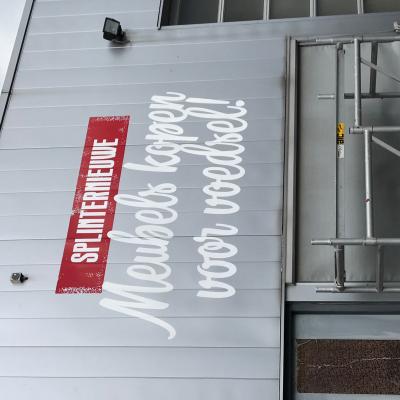 SPLINTERNIEUWE
Meubels kopen
voor voedsel!